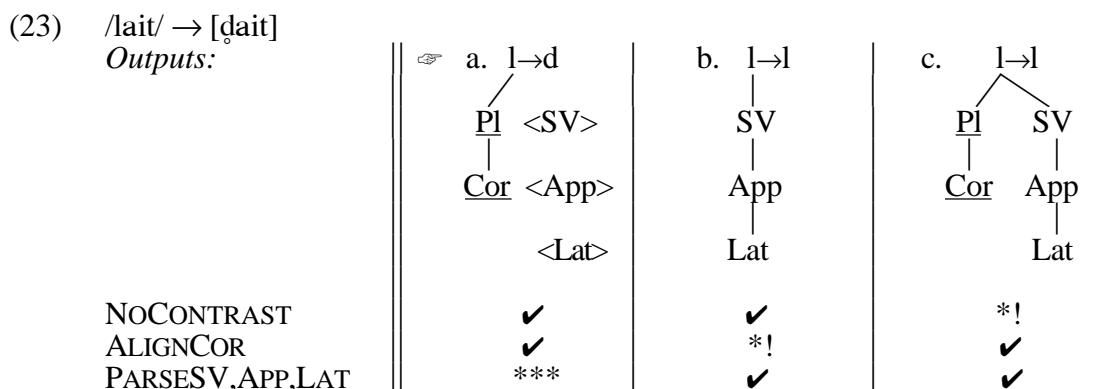 (23) /lait/ → [d̥ait]
Outputs: ☞ a. l→d b. l→l c. l→l
Pl <SV> SV Pl SV
Cor <App> App Cor App
<Lat> Lat Lat
NOCONTRAST ✔ ✔ *!
ALIGNCOR ✔ *! ✔
PARSESV,APP,LAT *** ✔ ✔